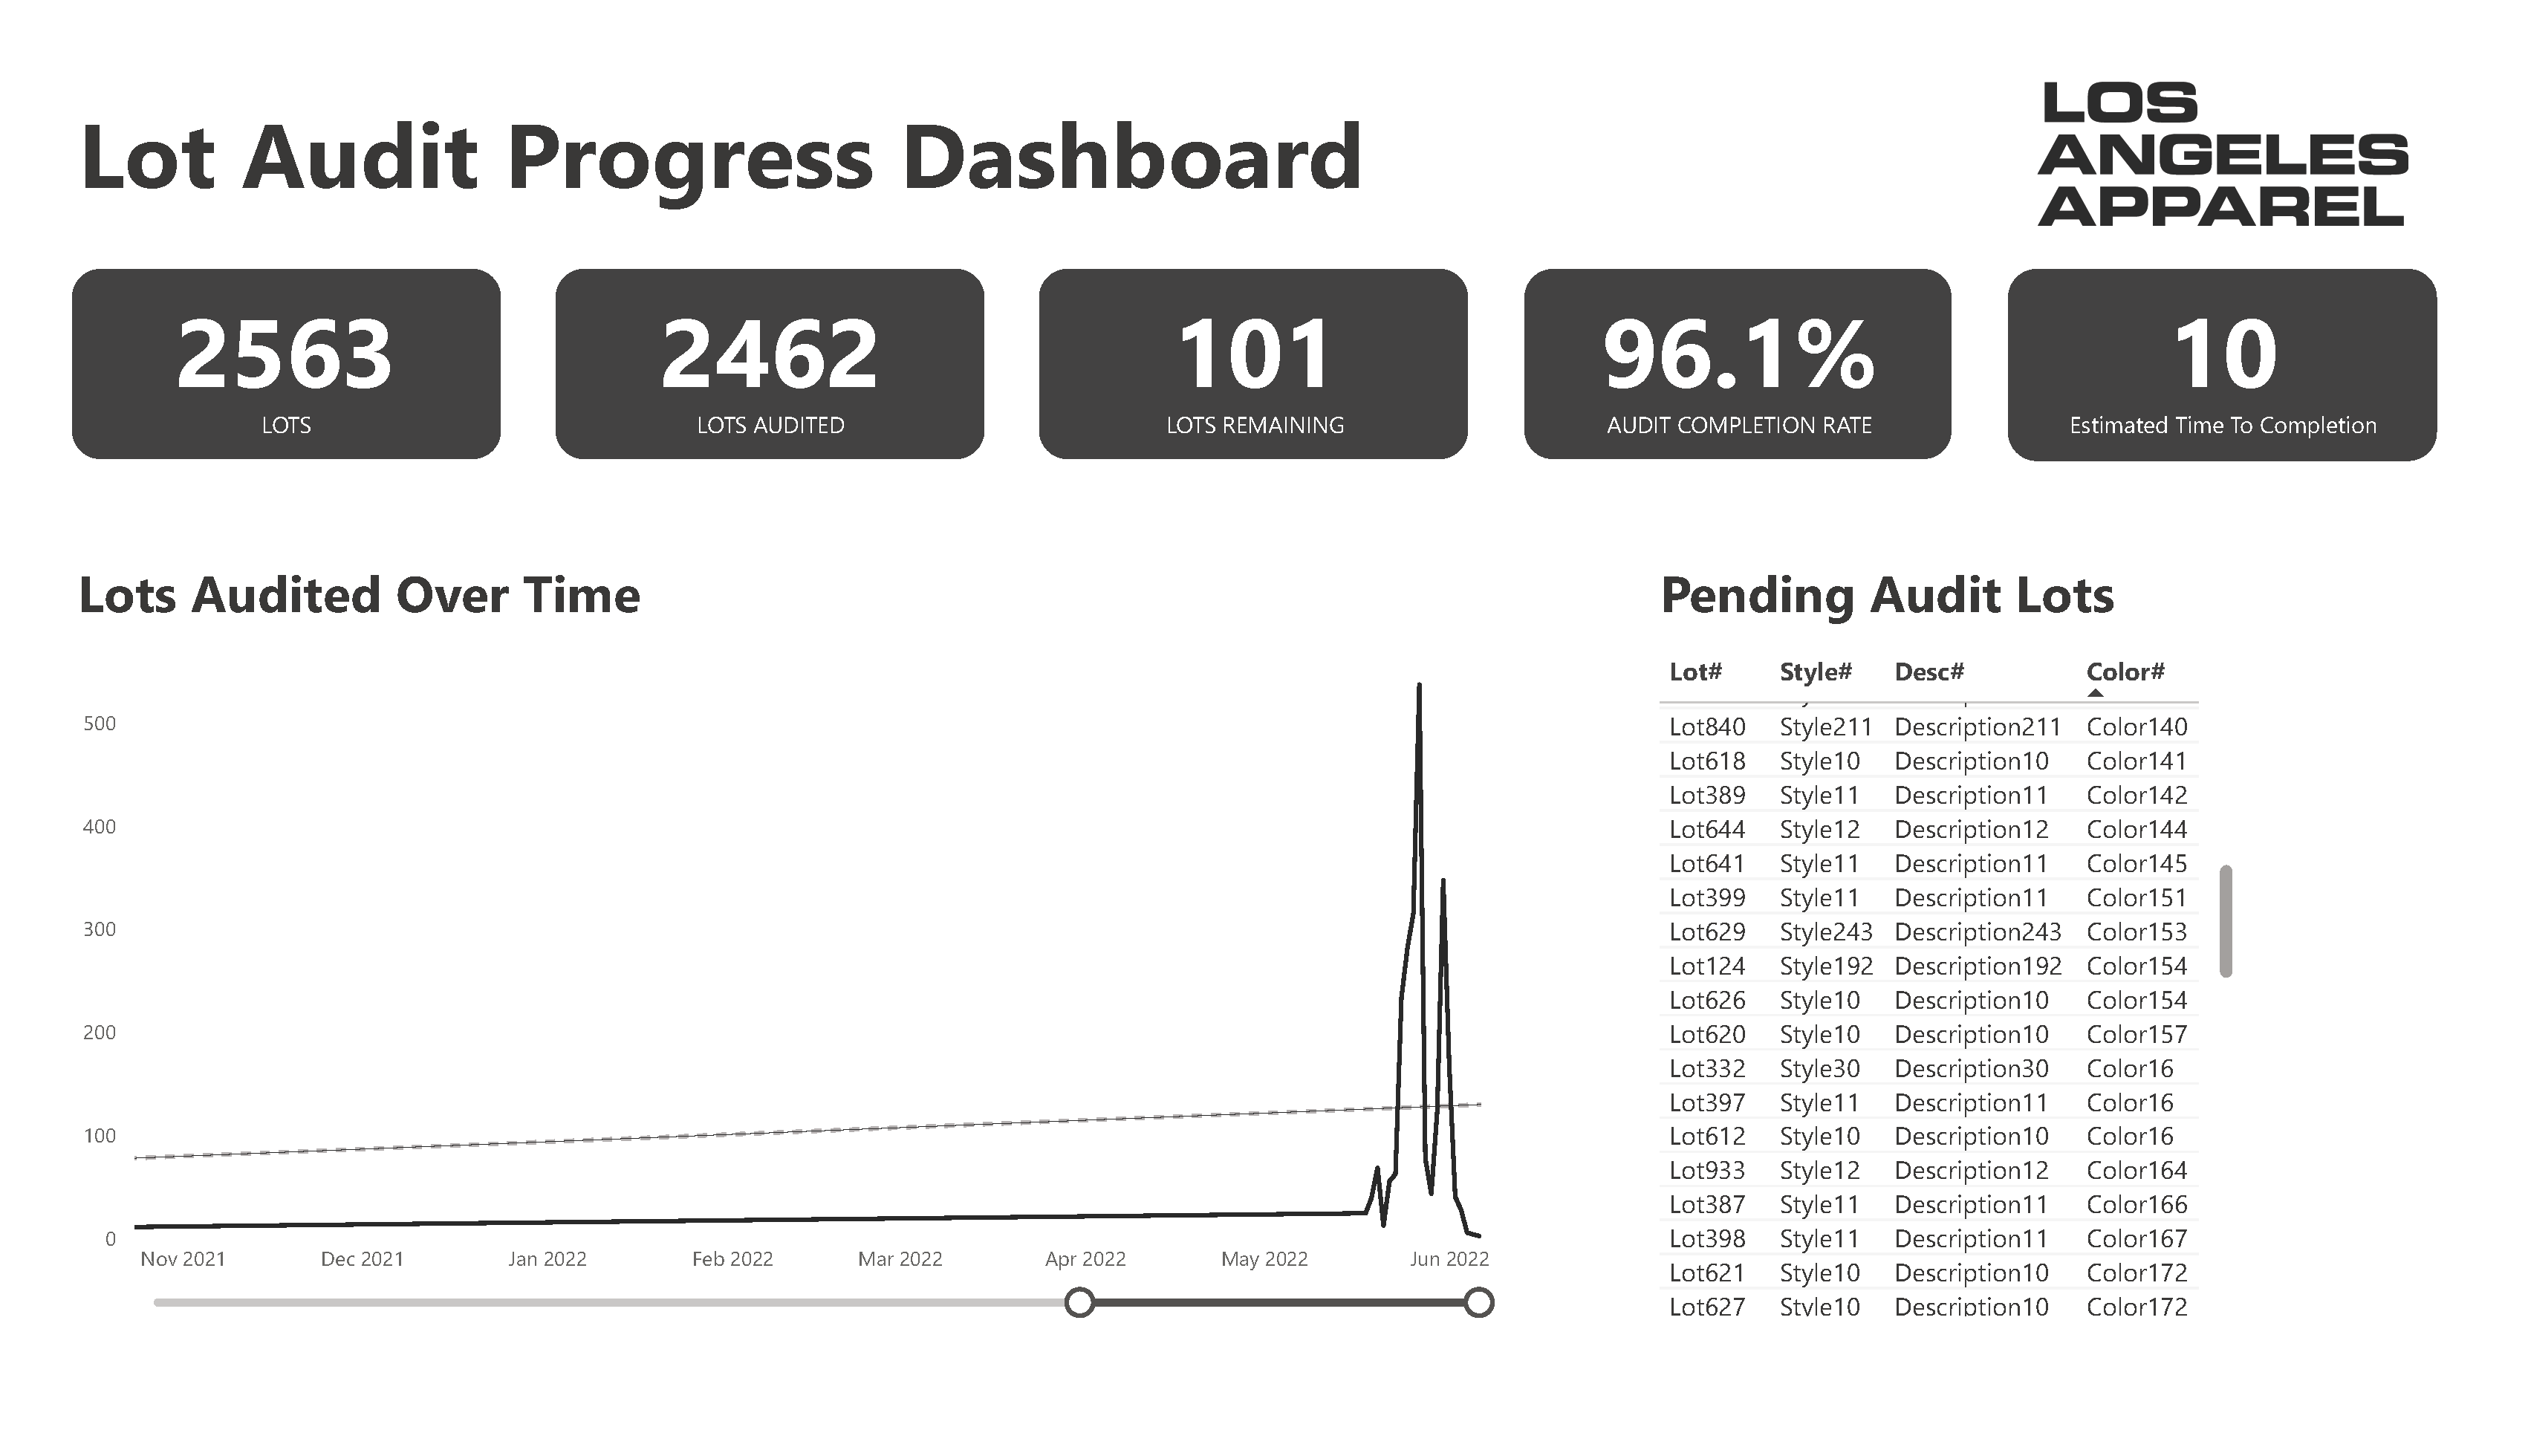 Lot Audit Progress Dashboard
LOS
ANGELES
APPAREL
2563
LOTS
2462
LOTS AUDITED
101
LOTS REMAINING
96.1%
AUDIT COMPLETION RATE
10
Estimated Time To Completion
Lots Audited Over Time
500
400
300
200
100
0
Nov 2021 Dec 2021 Jan 2022 Feb 2022 Mar 2022 Apr 2022 May 2022 Jun 2022
Pending Audit Lots
Lot# Style# Desc# Color#
Lot840 Style211 Description211 Color140
Lot618 Style10 Description10 Color141
Lot389 Style11 Description11 Color142
Lot644 Style12 Description12 Color144
Lot641 Style11 Description11 Color145
Lot399 Style11 Description11 Color151
Lot629 Style243 Description243 Color153
Lot124 Style192 Description192 Color154
Lot626 Style10 Description10 Color154
Lot620 Style10 Description10 Color157
Lot332 Style30 Description30 Color16
Lot397 Style11 Description11 Color16
Lot612 Style10 Description10 Color16
Lot933 Style12 Description12 Color164
Lot387 Style11 Description11 Color166
Lot398 Style11 Description11 Color167
Lot621 Style10 Description10 Color172
Lot627 Style10 Description10 Color172